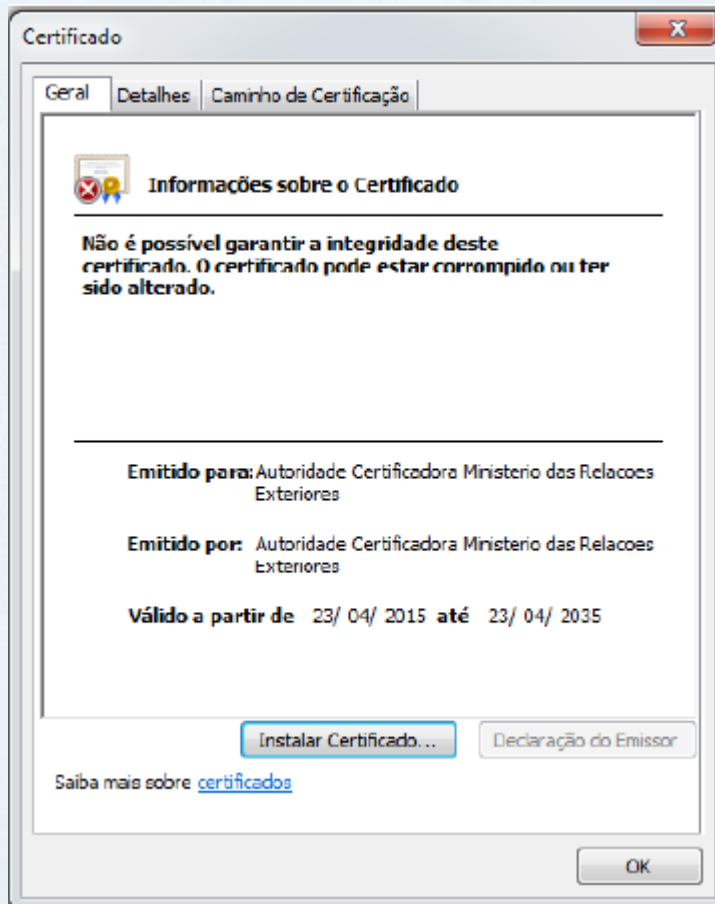 Certificado
Geral Detalhes Caminho de Certificação
Informações sobre o Certificado
Não é possível garantir a integridade deste
certificado. O certificado pode estar corrompido ou ter
sido alterado.
Emitido para: Autoridade Certificadora Ministerio das Relacoes
Exteriores
Emitido por: Autoridade Certificadora Ministerio das Relacoes
Exteriores
Válido a partir de 23/ 04/ 2015 até 23/ 04/ 2035
Instalar Certificado... Declaração do Emissor
Saiba mais sobre certificados
OK